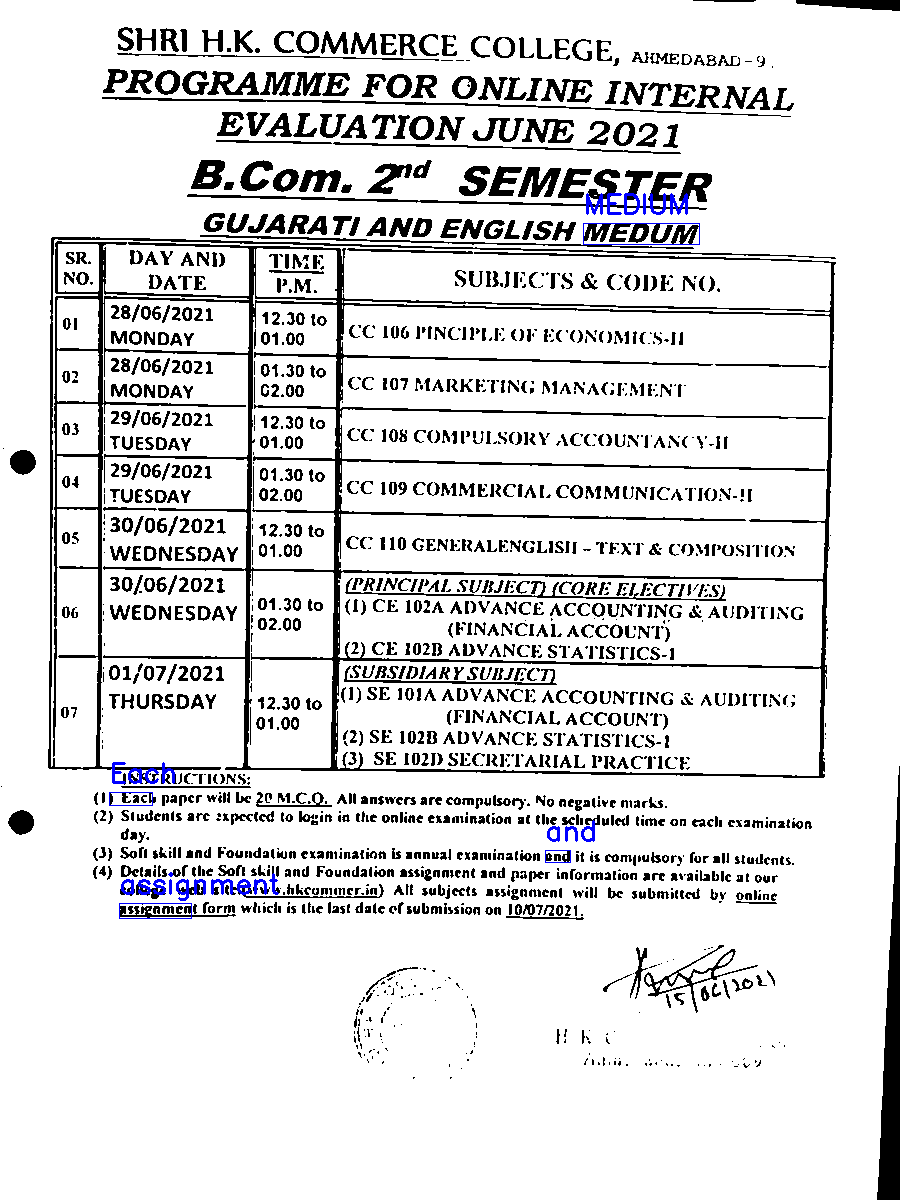 SHRI H.K. COMMERCE COLLEGE, AHMEDABAD-9.
PROGRAMME FOR ONLINE INTERNAL
EVALUATION JUNE 2021
B.Com. 2nd SEMESTER
MEDIUM
GUJARATI AND ENGLISH MEDUM
SR. NO. DAY AND DATE TIME P.M. SUBJECTS & CODE NO.
01 28/06/2021 MONDAY 12.30 to 01.00 CC 106 PINCIPLE OF ECONOMICS-II
02 28/06/2021 MONDAY 01.30 to 02.00 CC 107 MARKETING MANAGEMENT
03 29/06/2021 TUESDAY 12.30 to 01.00 CC 108 COMPULSORY ACCOUNTANCY-II
04 29/06/2021 TUESDAY 01.30 to 02.00 CC 109 COMMERCIAL COMMUNICATION-II
05 30/06/2021 WEDNESDAY 12.30 to 01.00 CC 110 GENERALENGLISH – TEXT & COMPOSITION
06 30/06/2021 WEDNESDAY 01.30 to 02.00 (PRINCIPAL SUBJECT) (CORE ELECTIVES)
(1) CE 102A ADVANCE ACCOUNTING & AUDITING
(FINANCIAL ACCOUNT)
(2) CE 102B ADVANCE STATISTICS-1
07 01/07/2021 THURSDAY 12.30 to 01.00 (SUBSIDIARY SUBJECT)
(1) SE 101A ADVANCE ACCOUNTING & AUDITING
(FINANCIAL ACCOUNT)
(2) SE 102B ADVANCE STATISTICS-1
(3) SE 102D SECRETARIAL PRACTICE
Each
INSTRUCTIONS:
(1) Each paper will be 20 M.C.Q. All answers are compulsory. No negative marks.
(2) Students are expected to login in the online examination at the scheduled time on each examination
day.
and
(3) Soft skill and Foundation examination is annual examination and it is compulsory for all students.
(4) Details of the Soft skill and Foundation assignment and paper information are available at our
assignment
.hkcommer.in) All subjects assignment will be submitted by online
assignment form which is the last date of submission on 10/07/2021.
15/06/2021
H K C